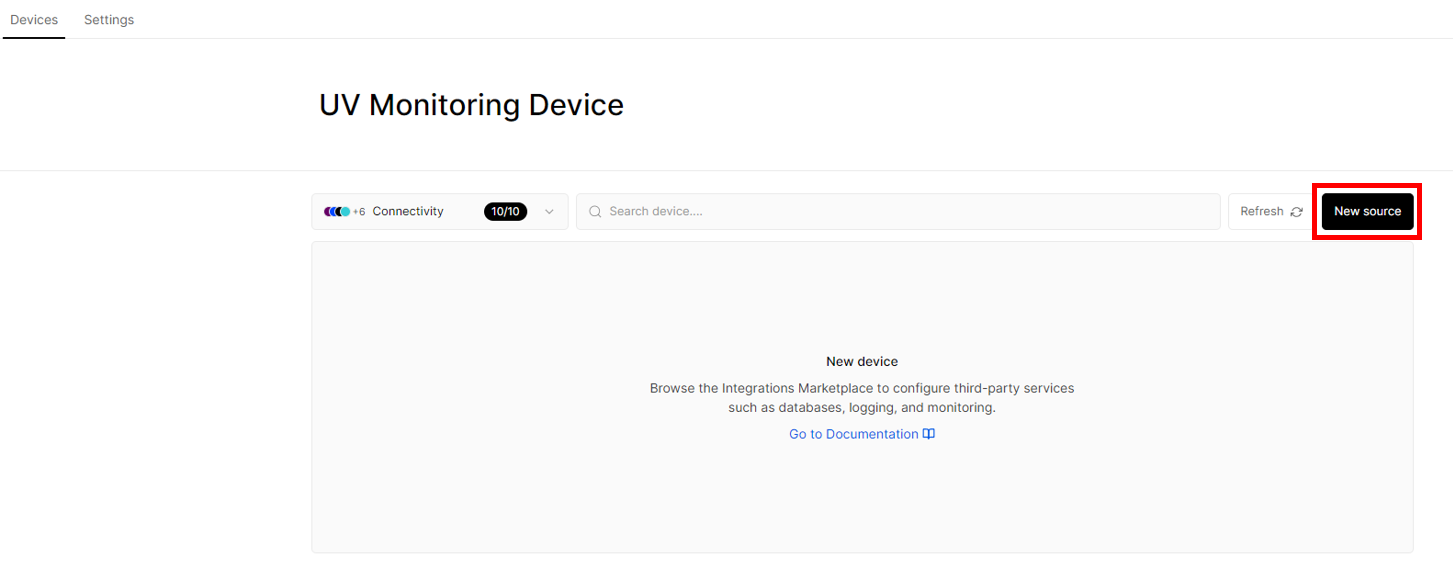 Devices Settings
UV Monitoring Device
+6 Connectivity 10/10 Search device.... Refresh New source
New device
Browse the Integrations Marketplace to configure third-party services
such as databases, logging, and monitoring.
Go to Documentation